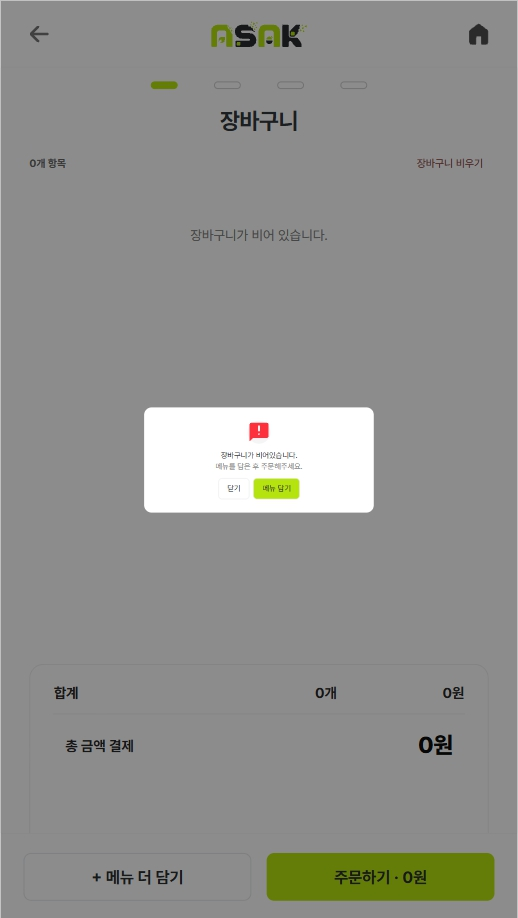 ASAK
장바구니
0개 항목
장바구니 비우기
장바구니가 비어 있습니다.
장바구니가 비어있습니다.
메뉴를 담은 후 주문해주세요.
닫기
메뉴 담기
합계 0개 0원
총 금액 결제 0원
+ 메뉴 더 담기
주문하기 · 0원